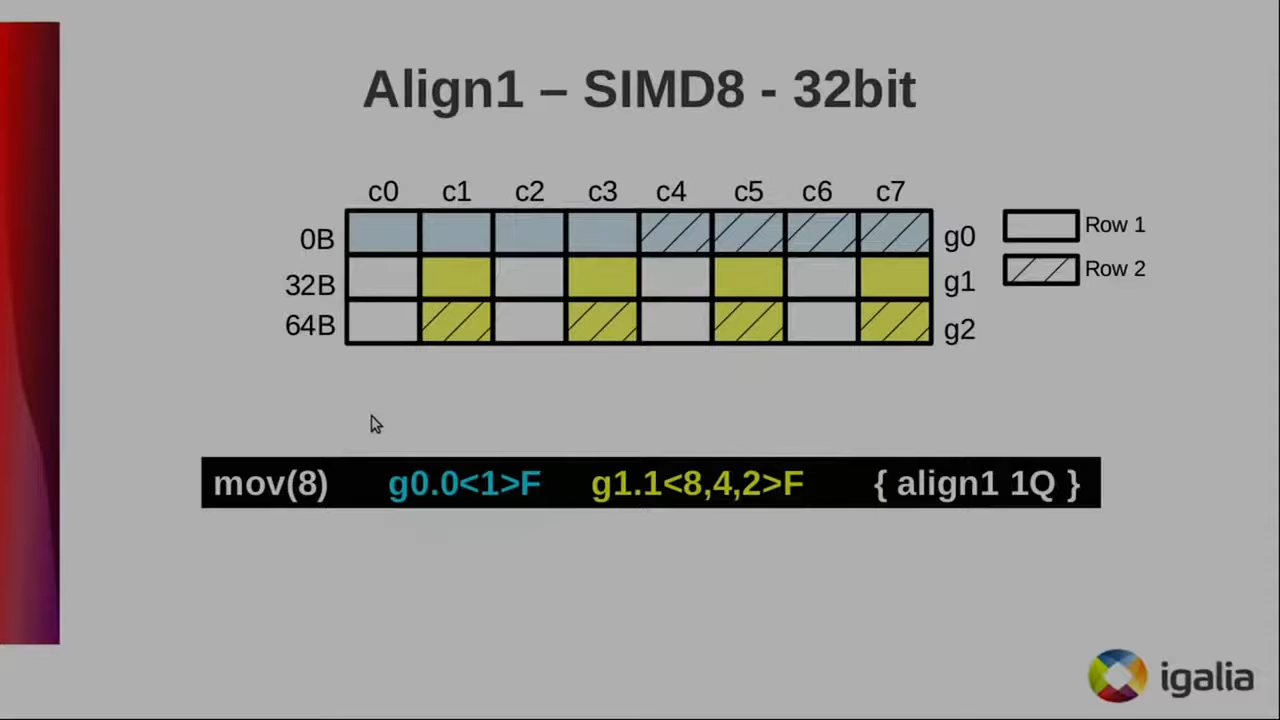 Align1 – SIMD8 - 32bit
c0 c1 c2 c3 c4 c5 c6 c7
0B g0 Row 1
Row 2
32B g1
64B g2
mov(8) g0.0<1>F g1.1<8,4,2>F { align1 1Q }
igalia